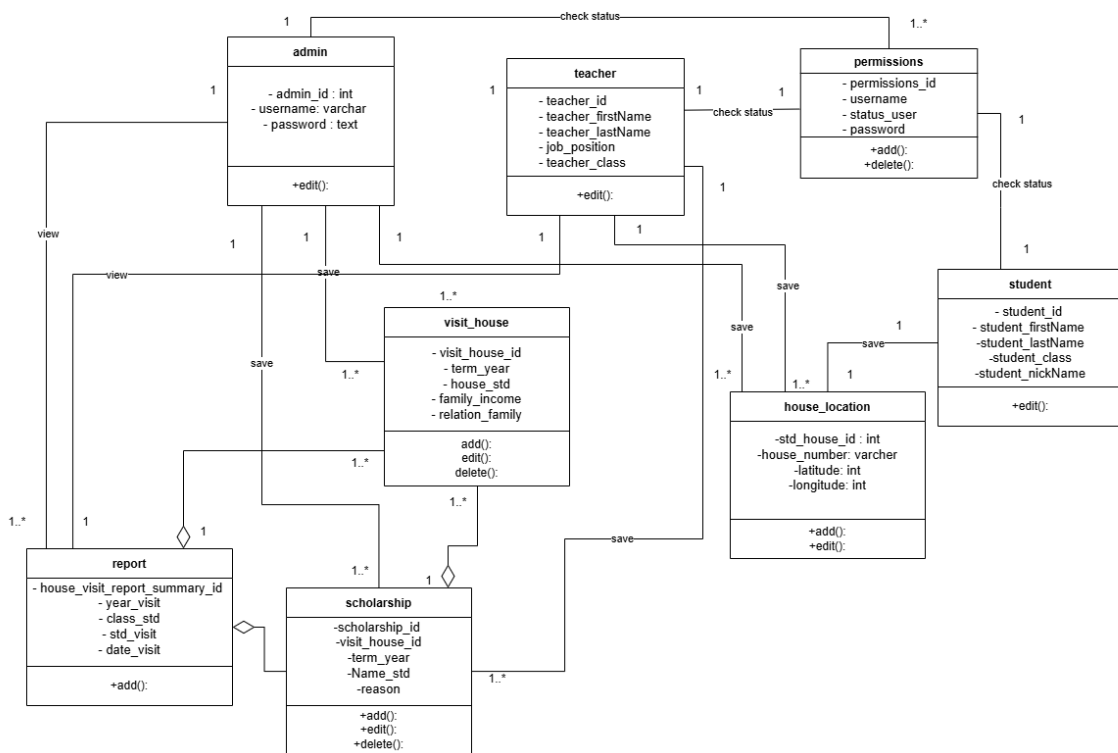 check status
1
1..*
admin
- admin_id : int
- username: varchar
- password : text
+edit():
1
1
teacher
- teacher_id
- teacher_firstName
- teacher_lastName
- job_position
- teacher_class
+edit():
1
1
check status
1
permissions
- permissions_id
- username
- status_user
- password
+add():
+delete():
1
check status
1
view
1
save
1
save
1
1
view
1
save
1
save
1..*
visit_house
- visit_house_id
- term_year
- house_std
- family_income
- relation_family
add():
edit():
delete():
1..*
1..*
1..*
student
- student_id
- student_firstName
-student_lastName
-student_class
-student_nickName
+edit():
1
save
1
1..*
1..*
house_location
-std_house_id : int
-house_number: varcher
-latitude: int
-longitude: int
+add():
+edit():
1..*
1
1
report
- house_visit_report_summary_id
- year_visit
- class_std
- std_visit
- date_visit
+add():
1..*
1
save
scholarship
-scholarship_id
-visit_house_id
-term_year
-Name_std
-reason
+add():
+edit():
+delete():
1..*